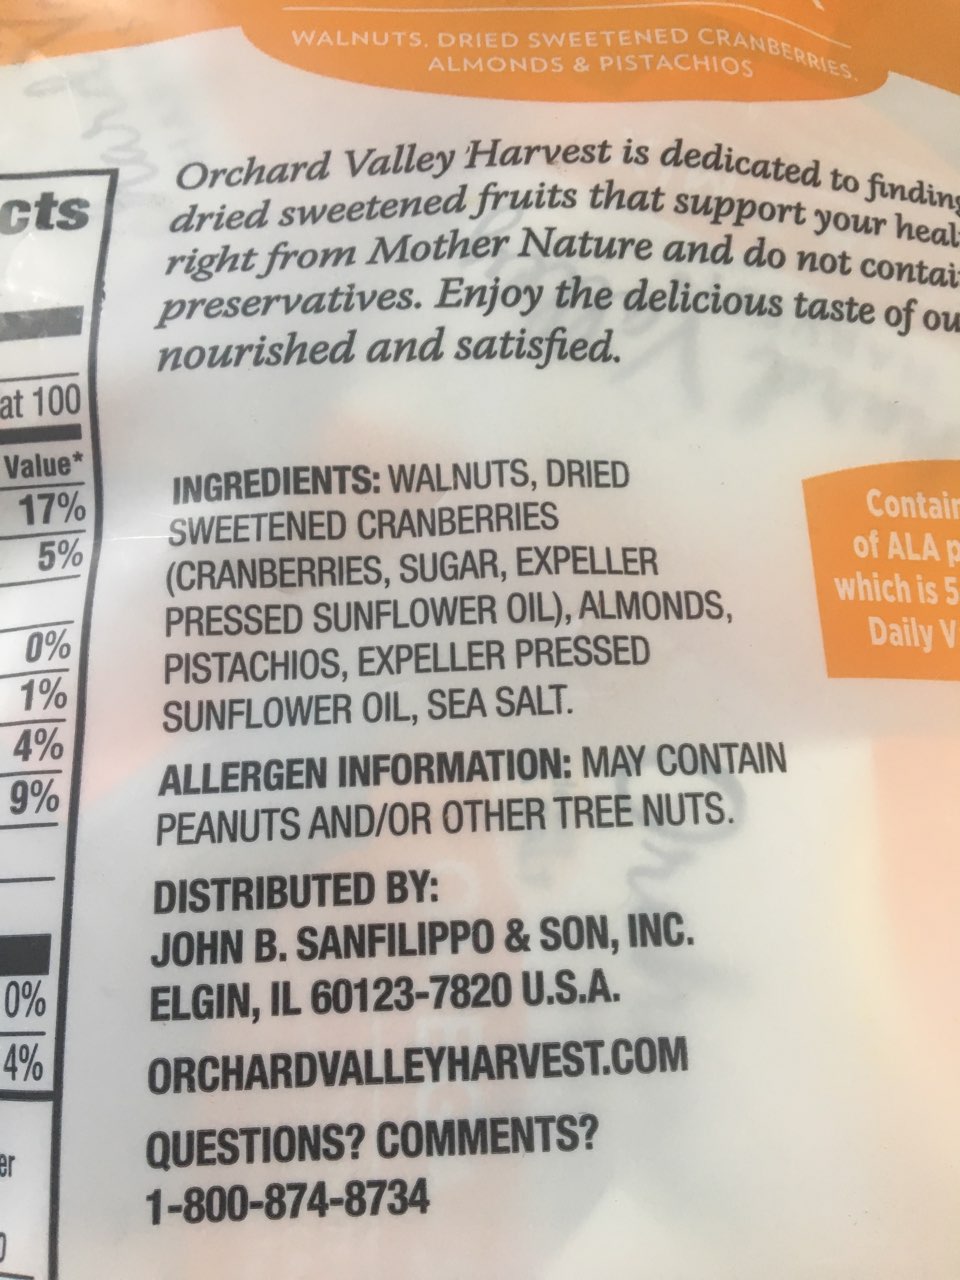 WALNUTS, DRIED SWEETENED CRANBERRIES,
ALMONDS & PISTACHIOS
Orchard Valley Harvest is dedicated to finding
dried sweetened fruits that support your
right from Mother Nature and do not
preservatives. Enjoy the delicious taste of
nourished and satisfied.
cts
at 100
Value*
17%
5%
0%
1%
4%
9%
0%
4%
er
INGREDIENTS: WALNUTS, DRIED
SWEETENED CRANBERRIES
(CRANBERRIES, SUGAR, EXPELLER
PRESSED SUNFLOWER OIL), ALMONDS,
PISTACHIOS, EXPELLER PRESSED
SUNFLOWER OIL, SEA SALT.
ALLERGEN INFORMATION: MAY CONTAIN
PEANUTS AND/OR OTHER TREE NUTS.
DISTRIBUTED BY:
JOHN B. SANFILIPPO & SON, INC.
ELGIN, IL 60123-7820 U.S.A.
ORCHARDVALLEYHARVEST.COM
QUESTIONS? COMMENTS?
1-800-874-8734
Contain
of ALA p
which is 5
Daily V